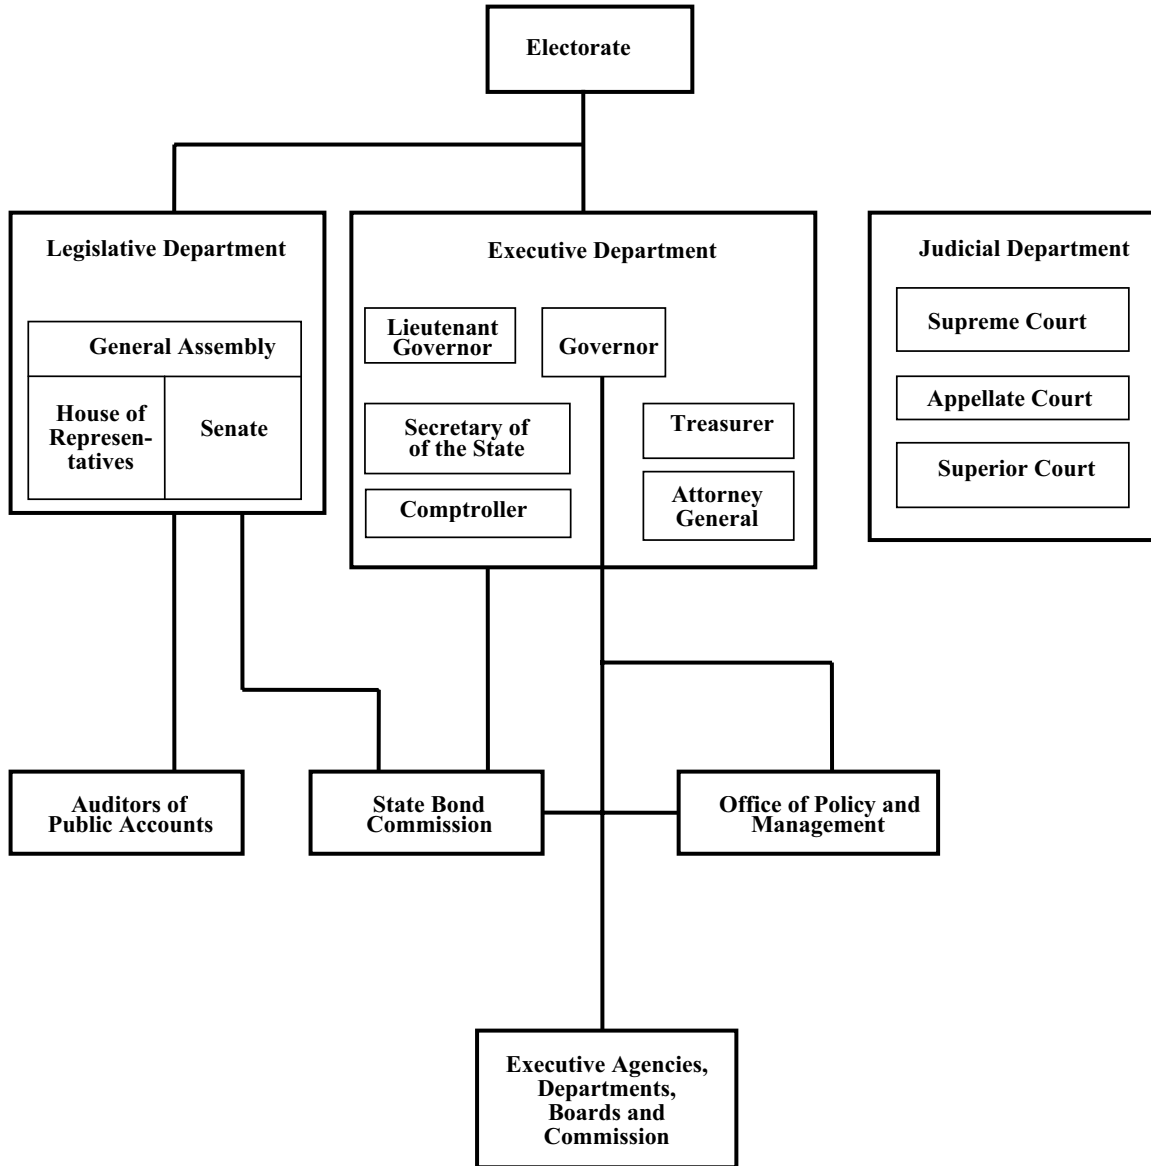 Electorate
Legislative Department
General Assembly
House of
Represen-
tatives
Senate
Executive Department
Lieutenant
Governor
Governor
Secretary of
of the State
Treasurer
Comptroller
Attorney
General
Judicial Department
Supreme Court
Appellate Court
Superior Court
Auditors of
Public Accounts
State Bond
Commission
Office of Policy and
Management
Executive Agencies,
Departments,
Boards and
Commission